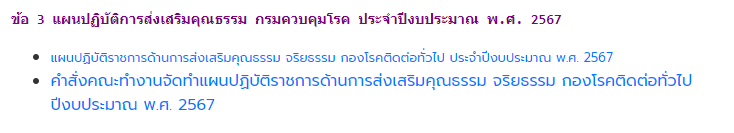 ข้อ 3 แผนปฏิบัติการส่งเสริมคุณธรรม กรมควบคุมโรค ประจำปีงบประมาณ พ.ศ. 2567
แผนปฏิบัติราชการด้านการส่งเสริมคุณธรรม จริยธรรม กองโรคติดต่อทั่วไป ประจำปีงบประมาณ พ.ศ. 2567
คำสั่งคณะทำงานจัดทำแผนปฏิบัติราชการด้านการส่งเสริมคุณธรรม จริยธรรม กองโรคติดต่อทั่วไป
ปีงบประมาณ พ.ศ. 2567